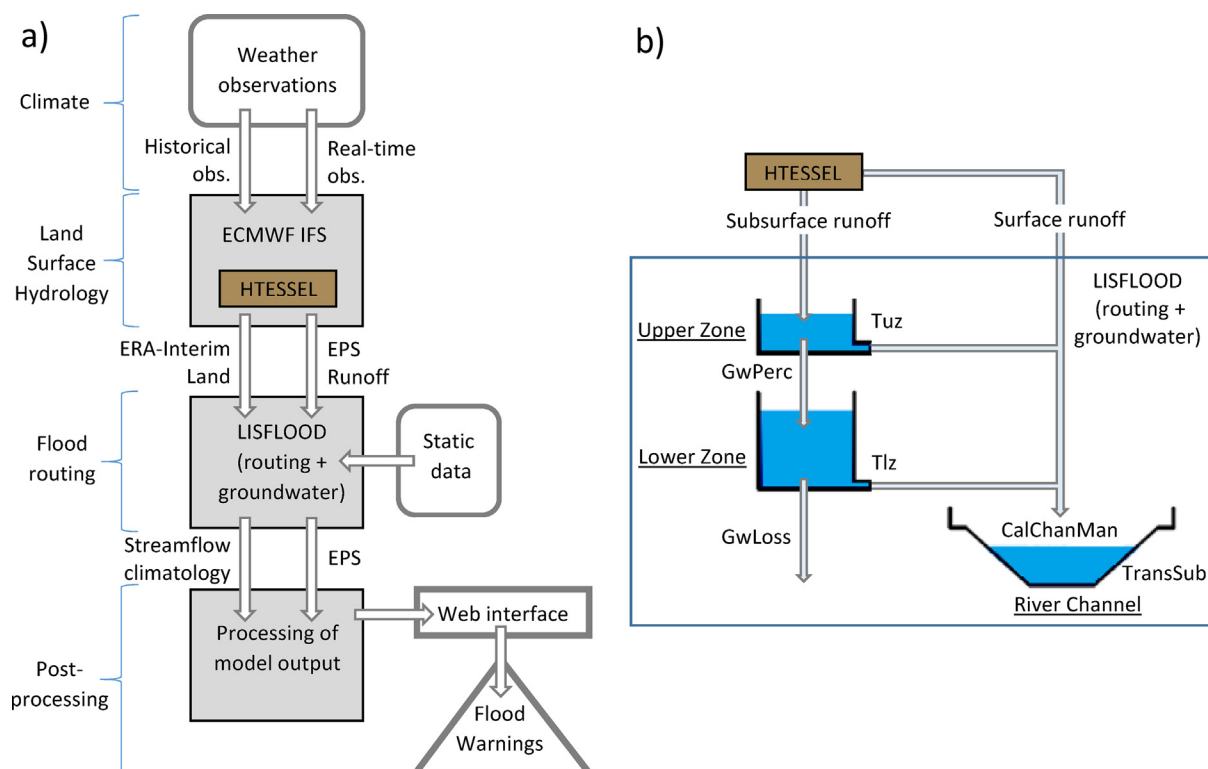 a)
Climate
Weather
observations
Historical
obs.
Real-time
obs.
Land
Surface
Hydrology
ECMWF IFS
HTESSEL
ERA-Interim
Land
EPS
Runoff
Flood
routing
LISFLOOD
(routing +
groundwater)
Static
data
Streamflow
climatology
EPS
Post-
processing
Processing of
model output
Web interface
Flood
Warnings
b)
HTESSEL
Subsurface runoff
Surface runoff
LISFLOOD
(routing +
groundwater)
Upper Zone
Tuz
GwPerc
Lower Zone
Tlz
GwLoss
CalChanMan
TransSub
River Channel